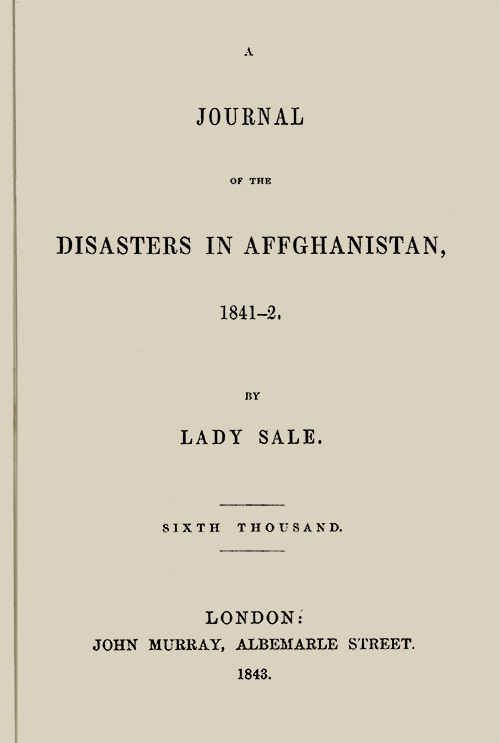 A
JOURNAL
OF THE
DISASTERS IN AFFGHANISTAN,
1841–2.
BY
LADY SALE.
SIXTH THOUSAND.
LONDON:
JOHN MURRAY, ALBEMARLE STREET.
1843.